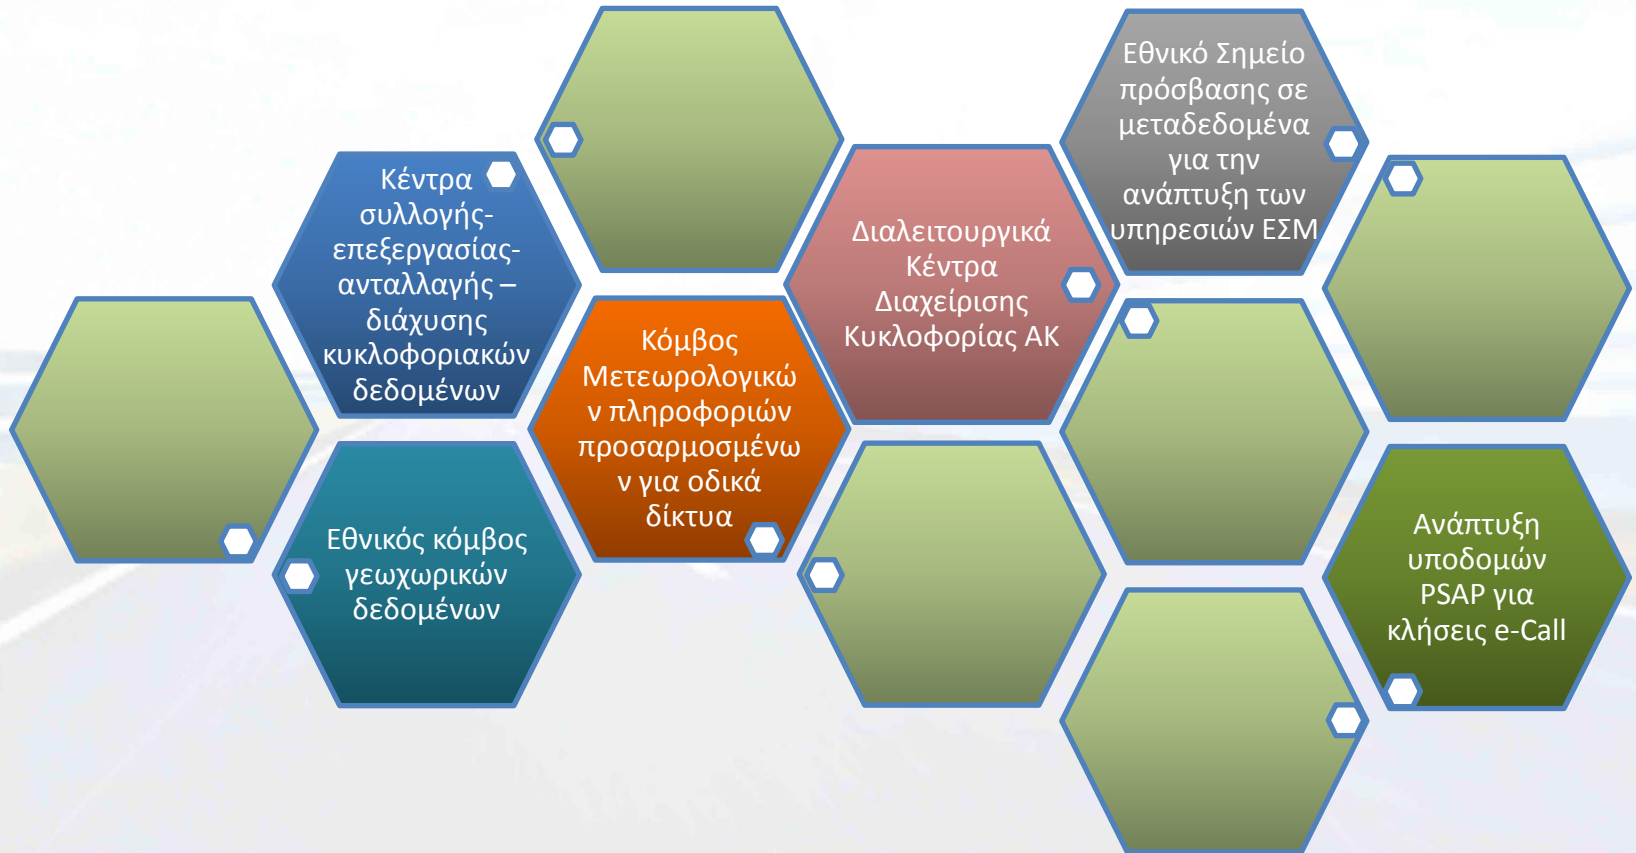 Κέντρα
συλλογής-
επεξεργασίας-
ανταλλαγής –
διάχυσης
κυκλοφοριακών
δεδομένων
Εθνικός κόμβος
γεωχωρικών
δεδομένων
Κόμβος
Μετεωρολογικώ
ν πληροφοριών
προσαρμοσμένω
ν για οδικά
δίκτυα
Διαλειτουργικά
Κέντρα
Διαχείρισης
Κυκλοφορίας ΑΚ
Εθνικό Σημείο
πρόσβασης σε
μεταδεδομένα
για την
ανάπτυξη των
υπηρεσιών ΕΣΜ
Ανάπτυξη
υποδομών
PSAP για
κλήσεις e-Call